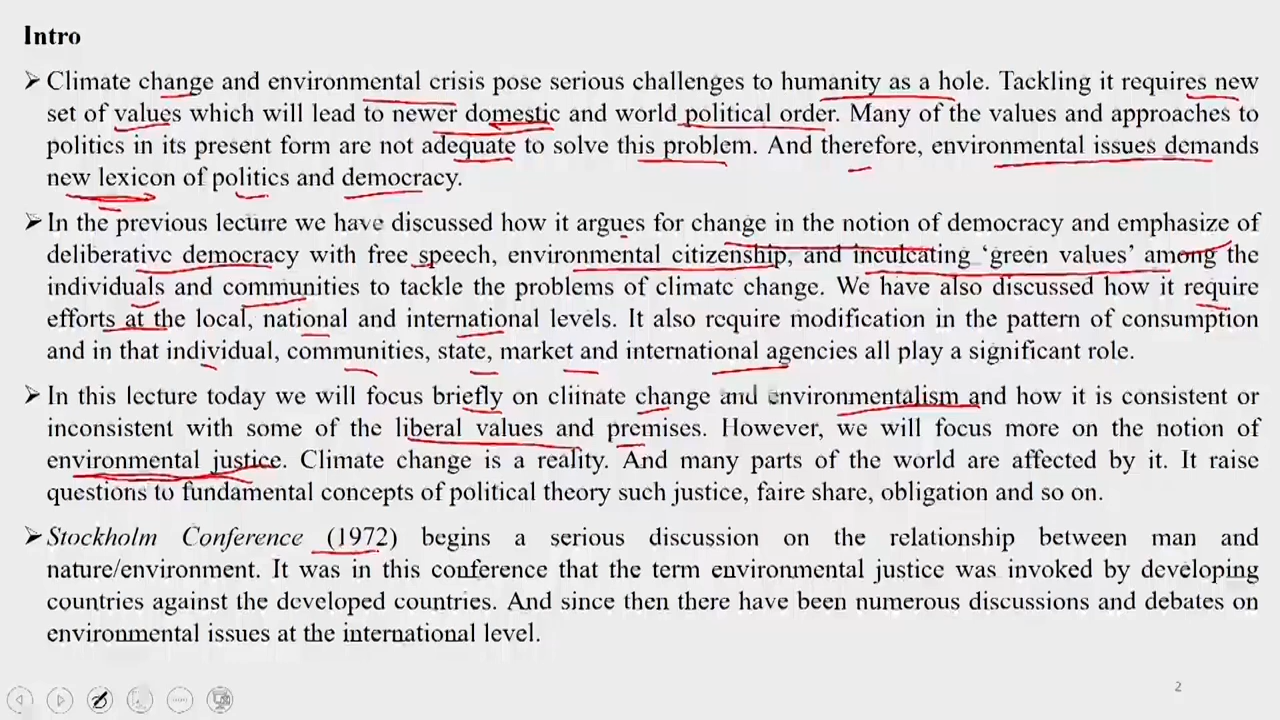 Intro
➢ Climate change and environmental crisis pose serious challenges to humanity as a hole. Tackling it requires new
set of values which will lead to newer domestic and world political order. Many of the values and approaches to
politics in its present form are not adequate to solve this problem. And therefore, environmental issues demands
new lexicon of politics and democracy.
➢ In the previous lecture we have discussed how it argues for change in the notion of democracy and emphasize of
deliberative democracy with free speech, environmental citizenship, and inculcating ‘green values’ among the
individuals and communities to tackle the problems of climate change. We have also discussed how it require
efforts at the local, national and international levels. It also require modification in the pattern of consumption
and in that individual, communities, state, market and international agencies all play a significant role.
➢ In this lecture today we will focus briefly on climate change and environmentalism and how it is consistent or
inconsistent with some of the liberal values and premises. However, we will focus more on the notion of
environmental justice. Climate change is a reality. And many parts of the world are affected by it. It raise
questions to fundamental concepts of political theory such justice, faire share, obligation and so on.
➢ Stockholm Conference (1972) begins a serious discussion on the relationship between man and
nature/environment. It was in this conference that the term environmental justice was invoked by developing
countries against the developed countries. And since then there have been numerous discussions and debates on
environmental issues at the international level.
2